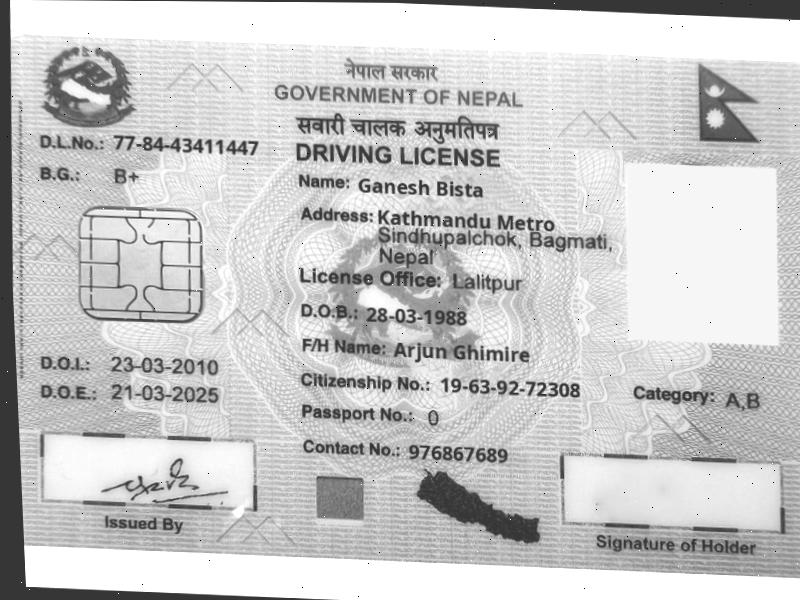 नेपाल सरकार
GOVERNMENT OF NEPAL
सवारी चालक अनुमतिपत्र
DRIVING LICENSE
D.L.No.: 77-84-43411447
B.G.: B+
Name: Ganesh Bista
Address: Kathmandu Metro
Sindhupalchok, Bagmati,
Nepal
License Office: Lalitpur
D.O.B.: 28-03-1988
F/H Name: Arjun Ghimire
D.O.I.: 23-03-2010
D.O.E.: 21-03-2025
Citizenship No.: 19-63-92-72308
Category: A,B
Passport No.: 0
Contact No.: 976867689
Issued By
Signature of Holder